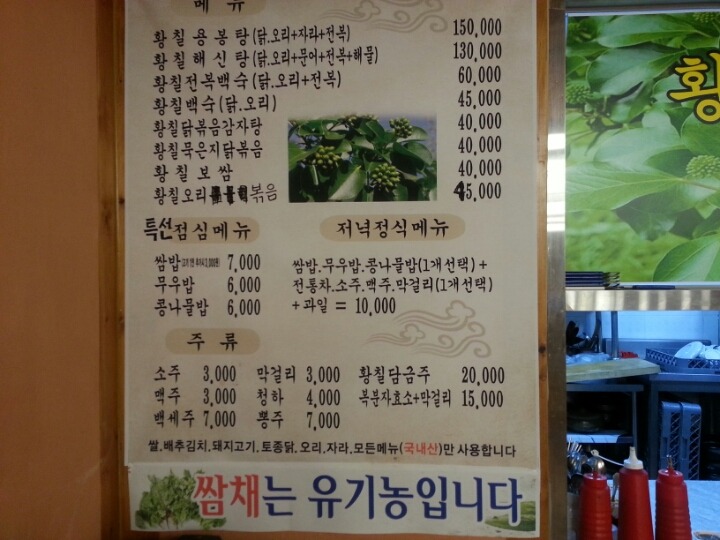 메 뉴
황칠용봉탕(닭.오리+자라+전복) 150,000
황칠해신탕(닭.오리+문어+전복+해물) 130,000
황칠전복백숙(닭.오리+전복) 60,000
황칠백숙(닭.오리) 45,000
황칠닭볶음감자탕 40,000
황칠묵은지닭볶음 40,000
황칠보쌈 40,000
황칠오리 볶음 45,000
특선점심메뉴
쌈밥 7,000
무우밥 6,000
콩나물밥 6,000
저녁정식메뉴
쌈밥.무우밥.콩나물밥(1개선택)+
전통차.소주.맥주.막걸리(1개선택)
+과일 = 10,000
주 류
소주 3,000 막걸리 3,000 황칠담금주 20,000
맥주 3,000 청하 4,000 복분자효소+막걸리 15,000
백세주 7,000 뽕주 7,000
쌀.배추김치.돼지고기.토종닭,오리,자라,모든메뉴(국내산)만 사용합니다
쌈채는 유기농입니다
황